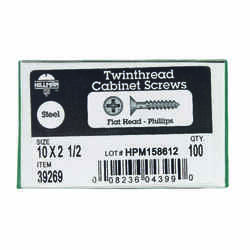 HILLMAN
Twinthread
Cabinet Screws
Steel
Flat Head - Phillips
SIZE
10 X 2 1/2
LOT# HPM158612
QTY.
100
ITEM
39269
0 08236 04399 0